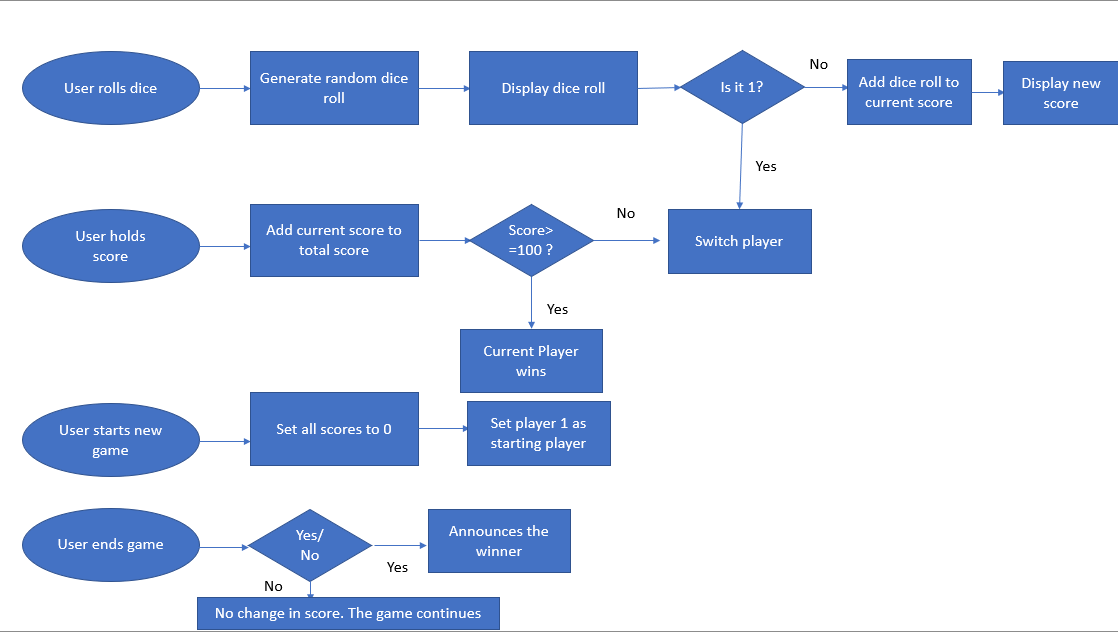 User rolls dice
Generate random dice
roll
Display dice roll
Is it 1?
No
Add dice roll to
current score
Display new
score
Yes
User holds
score
Add current score to
total score
Score>
=100 ?
No
Switch player
Yes
Current Player
wins
User starts new
game
Set all scores to 0
Set player 1 as
starting player
User ends game
Yes/
No
Yes
Announces the
winner
No
No change in score. The game continues